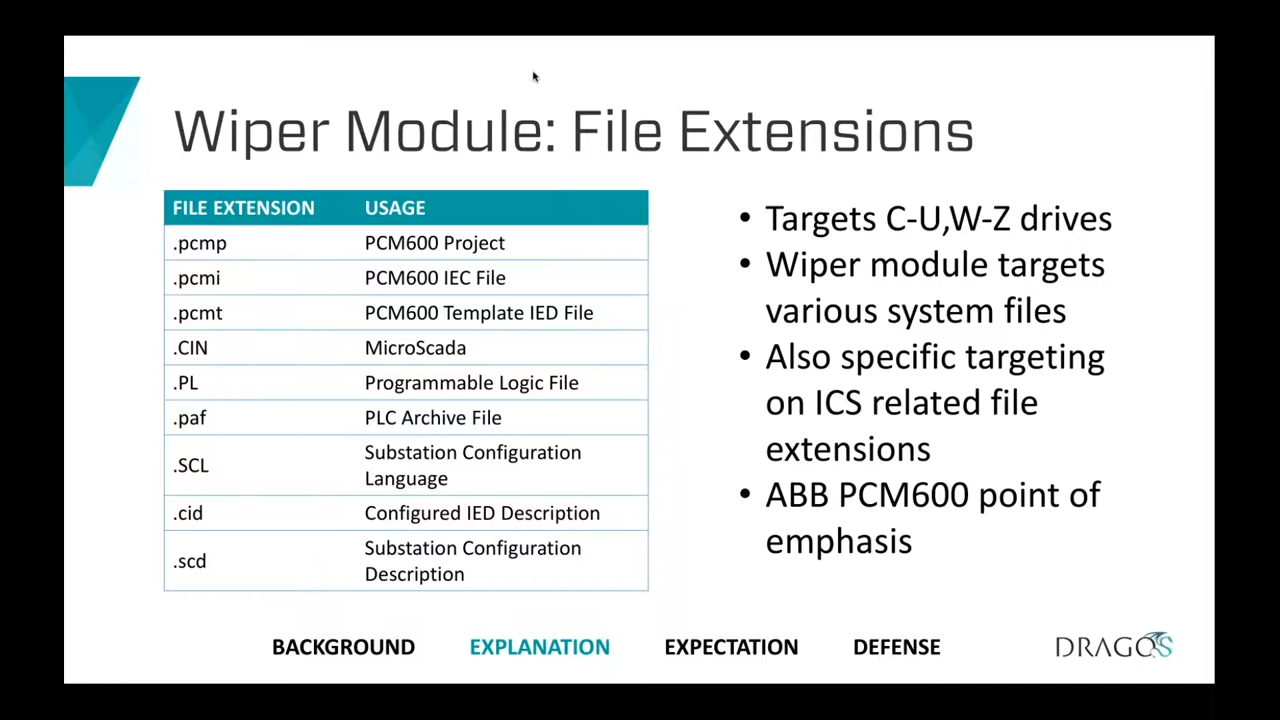 Wiper Module: File Extensions
FILE EXTENSION USAGE
.pcmp PCM600 Project
.pcmi PCM600 IEC File
.pcmt PCM600 Template IED File
.CIN MicroScada
.PL Programmable Logic File
.paf PLC Archive File
.SCL Substation Configuration
Language
.cid Configured IED Description
.scd Substation Configuration
Description
• Targets C-U,W-Z drives
• Wiper module targets
various system files
• Also specific targeting
on ICS related file
extensions
• ABB PCM600 point of
emphasis
BACKGROUND EXPLANATION EXPECTATION DEFENSE
DRAGOS